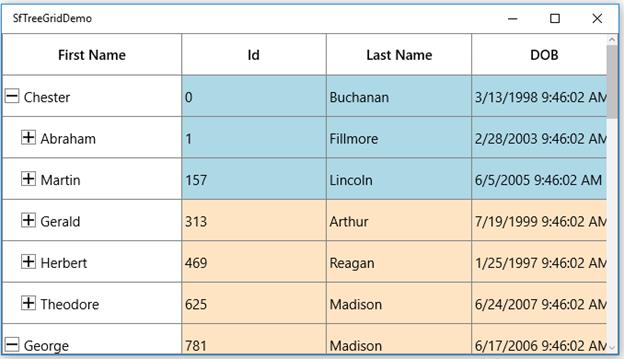 SfTreeGridDemo
First Name Id Last Name DOB
Chester 0 Buchanan 3/13/1998 9:46:02 AM
Abraham 1 Fillmore 2/28/2003 9:46:02 AM
Martin 157 Lincoln 6/5/2005 9:46:02 AM
Gerald 313 Arthur 7/19/1999 9:46:02 AM
Herbert 469 Reagan 1/25/1997 9:46:02 AM
Theodore 625 Madison 6/24/2007 9:46:02 AM
George 781 Madison 6/17/2006 9:46:02 AM